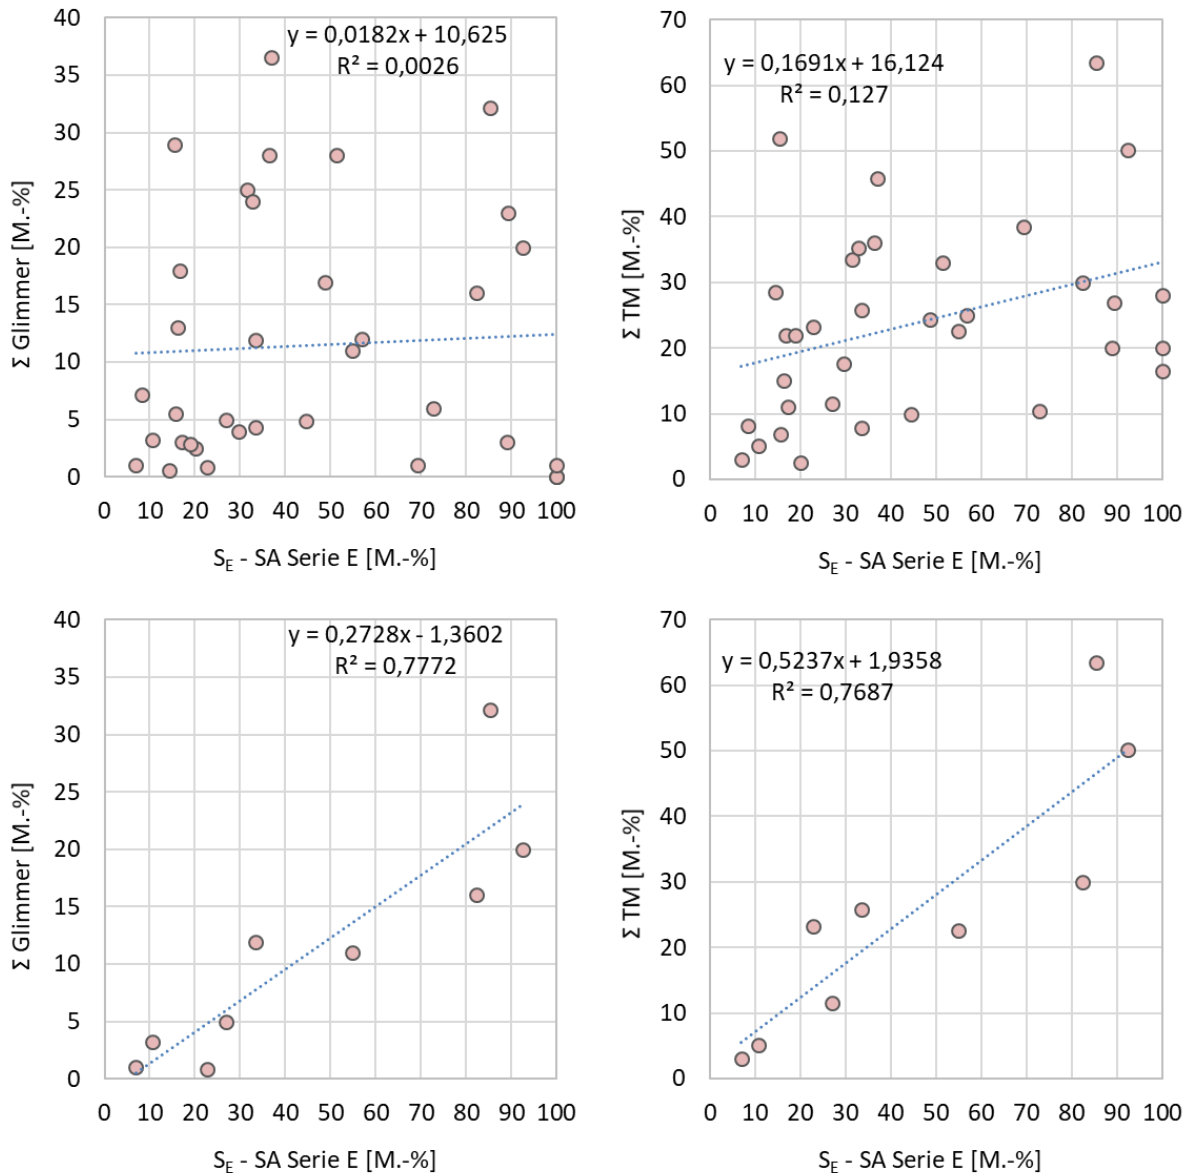 y = 0,0182x + 10,625
R² = 0,0026
40
35
30
25
20
15
10
5
0
Σ Glimmer [M.-%]
0 10 20 30 40 50 60 70 80 90 100
S_E - SA Serie E [M.-%]
y = 0,1691x + 16,124
R² = 0,127
70
60
50
40
30
20
10
0
Σ TM [M.-%]
0 10 20 30 40 50 60 70 80 90 100
S_E - SA Serie E [M.-%]
y = 0,2728x - 1,3602
R² = 0,7772
40
35
30
25
20
15
10
5
0
Σ Glimmer [M.-%]
0 10 20 30 40 50 60 70 80 90 100
S_E - SA Serie E [M.-%]
y = 0,5237x + 1,9358
R² = 0,7687
70
60
50
40
30
20
10
0
Σ TM [M.-%]
0 10 20 30 40 50 60 70 80 90 100
S_E - SA Serie E [M.-%]